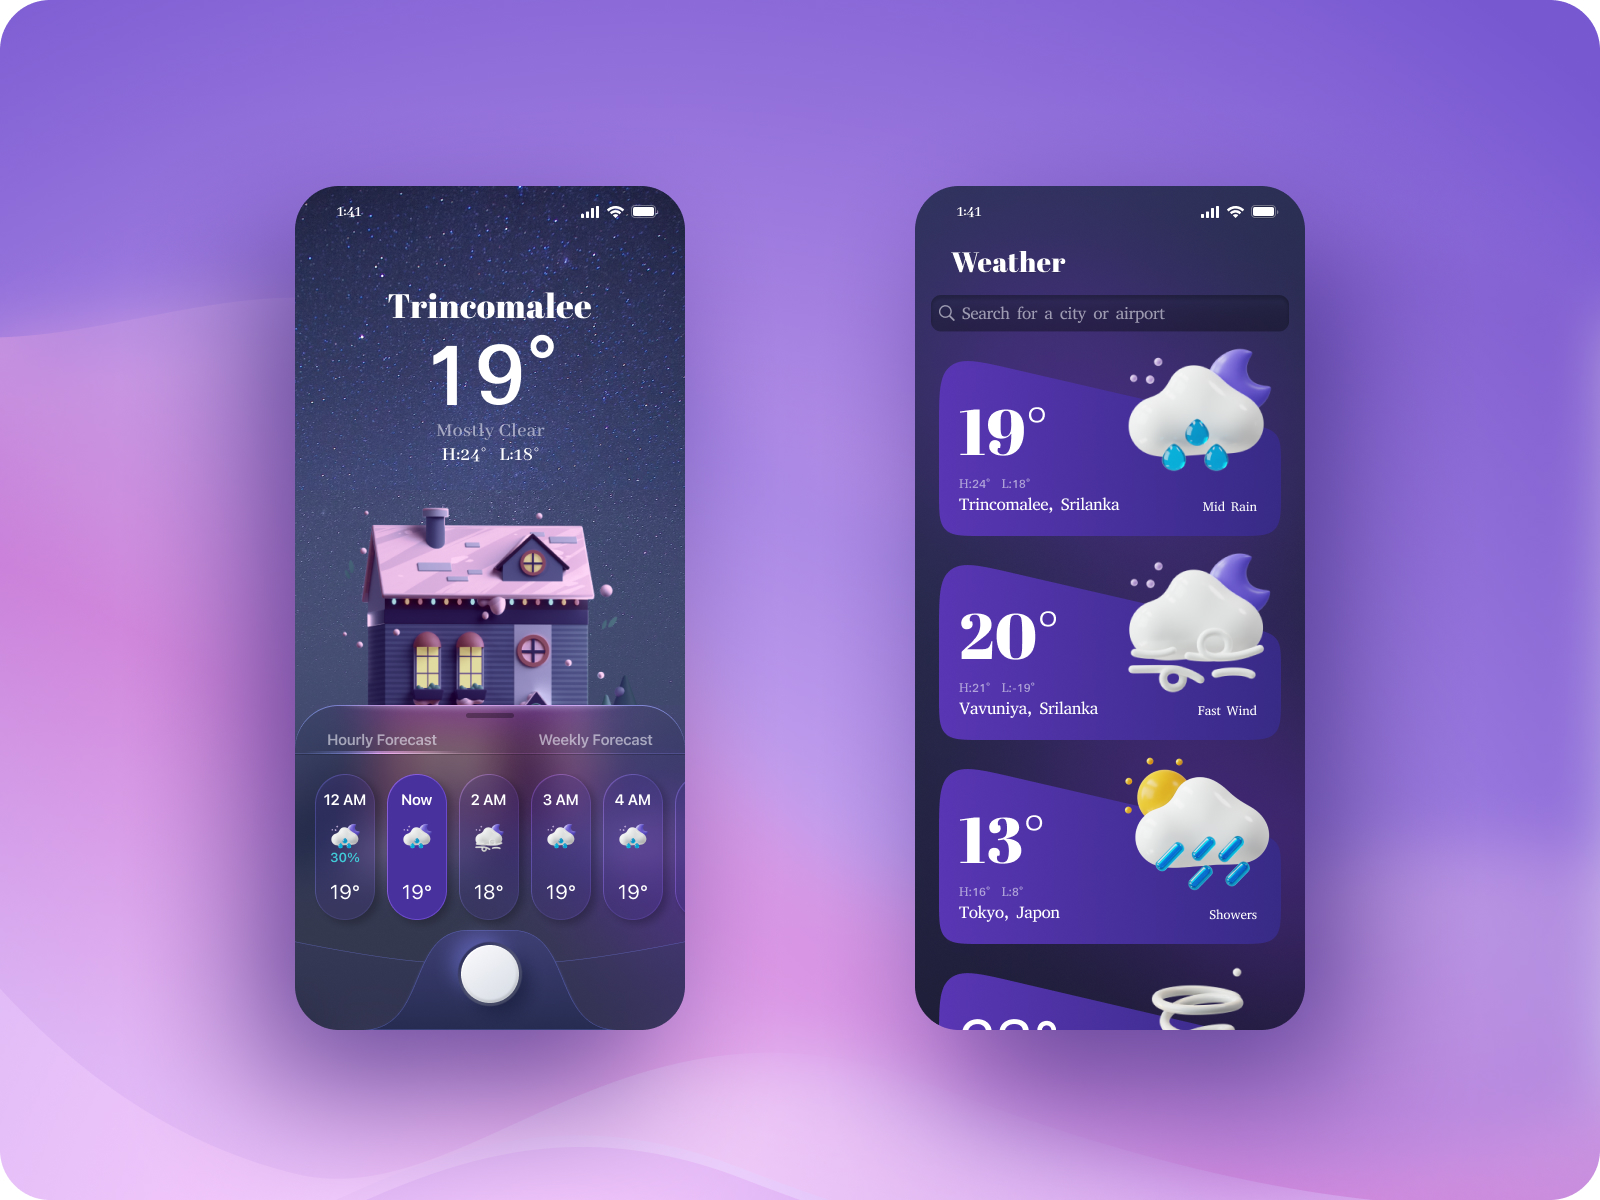 1:41
Trincomalee
19°
Mostly Clear
H:24° L:18°
Hourly Forecast Weekly Forecast
12 AM Now 2 AM 3 AM 4 AM
30%
19° 19° 18° 19° 19°
1:41
Weather
Search for a city or airport
19°
H:24° L:18°
Trincomalee, Srilanka Mid Rain
20°
H:21° L:-19°
Vavuniya, Srilanka Fast Wind
13°
H:16° L:8°
Tokyo, Japon Showers